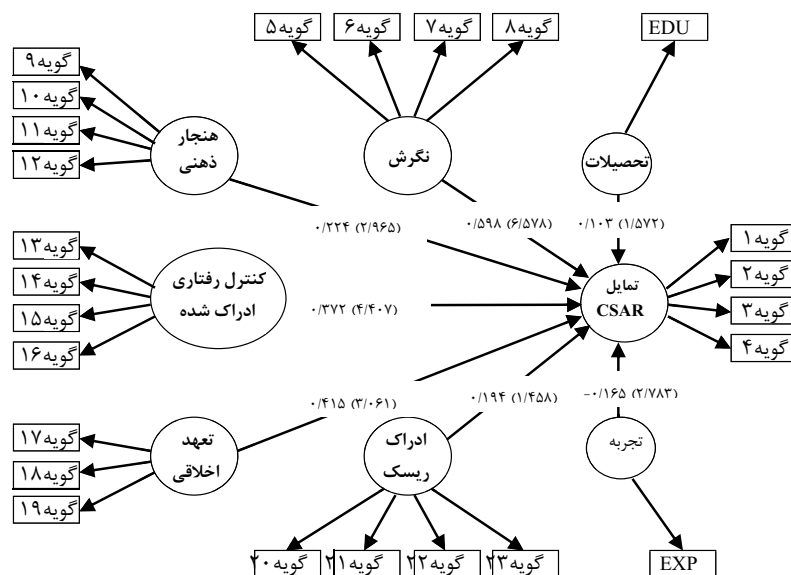 گویه۵
گویه۶
گویه۷
گویه۸
EDU
گویه۹
گویه۱۰
گویه۱۱
گویه۱۲
هنجار
ذهنی
نگرش
تحصیلات
۰/۲۲۴ (۲/۹۶۵)
۰/۵۹۸ (۶/۵۷۸)
۰/۱۰۳ (۱/۵۷۲)
گویه۱۳
گویه۱۴
گویه۱۵
گویه۱۶
کنترل رفتاری
ادراک شده
۰/۳۷۲ (۴/۴۰۷)
تمایل
CSAR
گویه۱
گویه۲
گویه۳
گویه۴
۰/۴۱۵ (۳/۰۶۱)
۰/۱۹۴ (۱/۴۵۸)
-۰/۱۶۵ (۲/۷۸۳)
گویه۱۷
گویه۱۸
گویه۱۹
تعهد
اخلاقی
ادراک
ریسک
تجربه
گویه۲۰
گویه۲۱
گویه۲۲
گویه۲۳
EXP